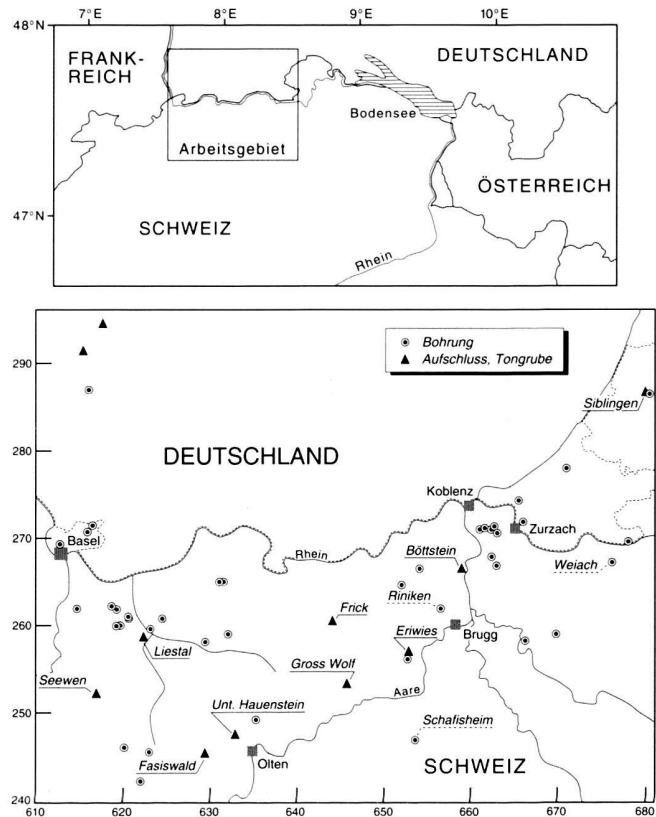 7°E
8°E
9°E
10°E
48°N
FRANK-
REICH
DEUTSCHLAND
Bodensee
Arbeitsgebiet
ÖSTERREICH
47°N
SCHWEIZ
Rhein
Bohrung
Aufschluss, Tongrube
290
Siblingen
280
DEUTSCHLAND
Koblenz
270
Basel
Zurzach
Rhein
Böttstein
Weiach
Riniken
Frick
260
Liestal
Eriwies
Brugg
Gross Wolf
Seewen
Aare
Unt. Hauenstein
250
Schafisheim
Olten
Fasiswald
SCHWEIZ
240
610
620
630
640
650
660
670
680